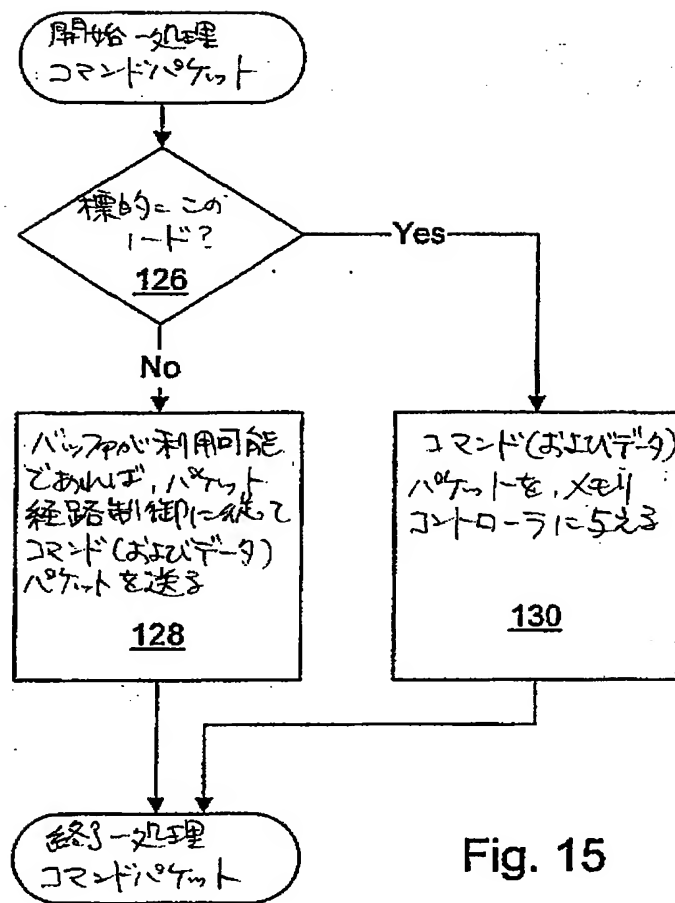 開始ー処理
コマンドパケット
標的=この
ノード?
126
Yes
No
バッファが利用可能
であれば,パケット
経路制御に従って
コマンド(およびデータ)
パケットを送る
128
コマンド(およびデータ)
パケットを,メモリ
コントローラに与える
130
終了ー処理
コマンドパケット
Fig. 15